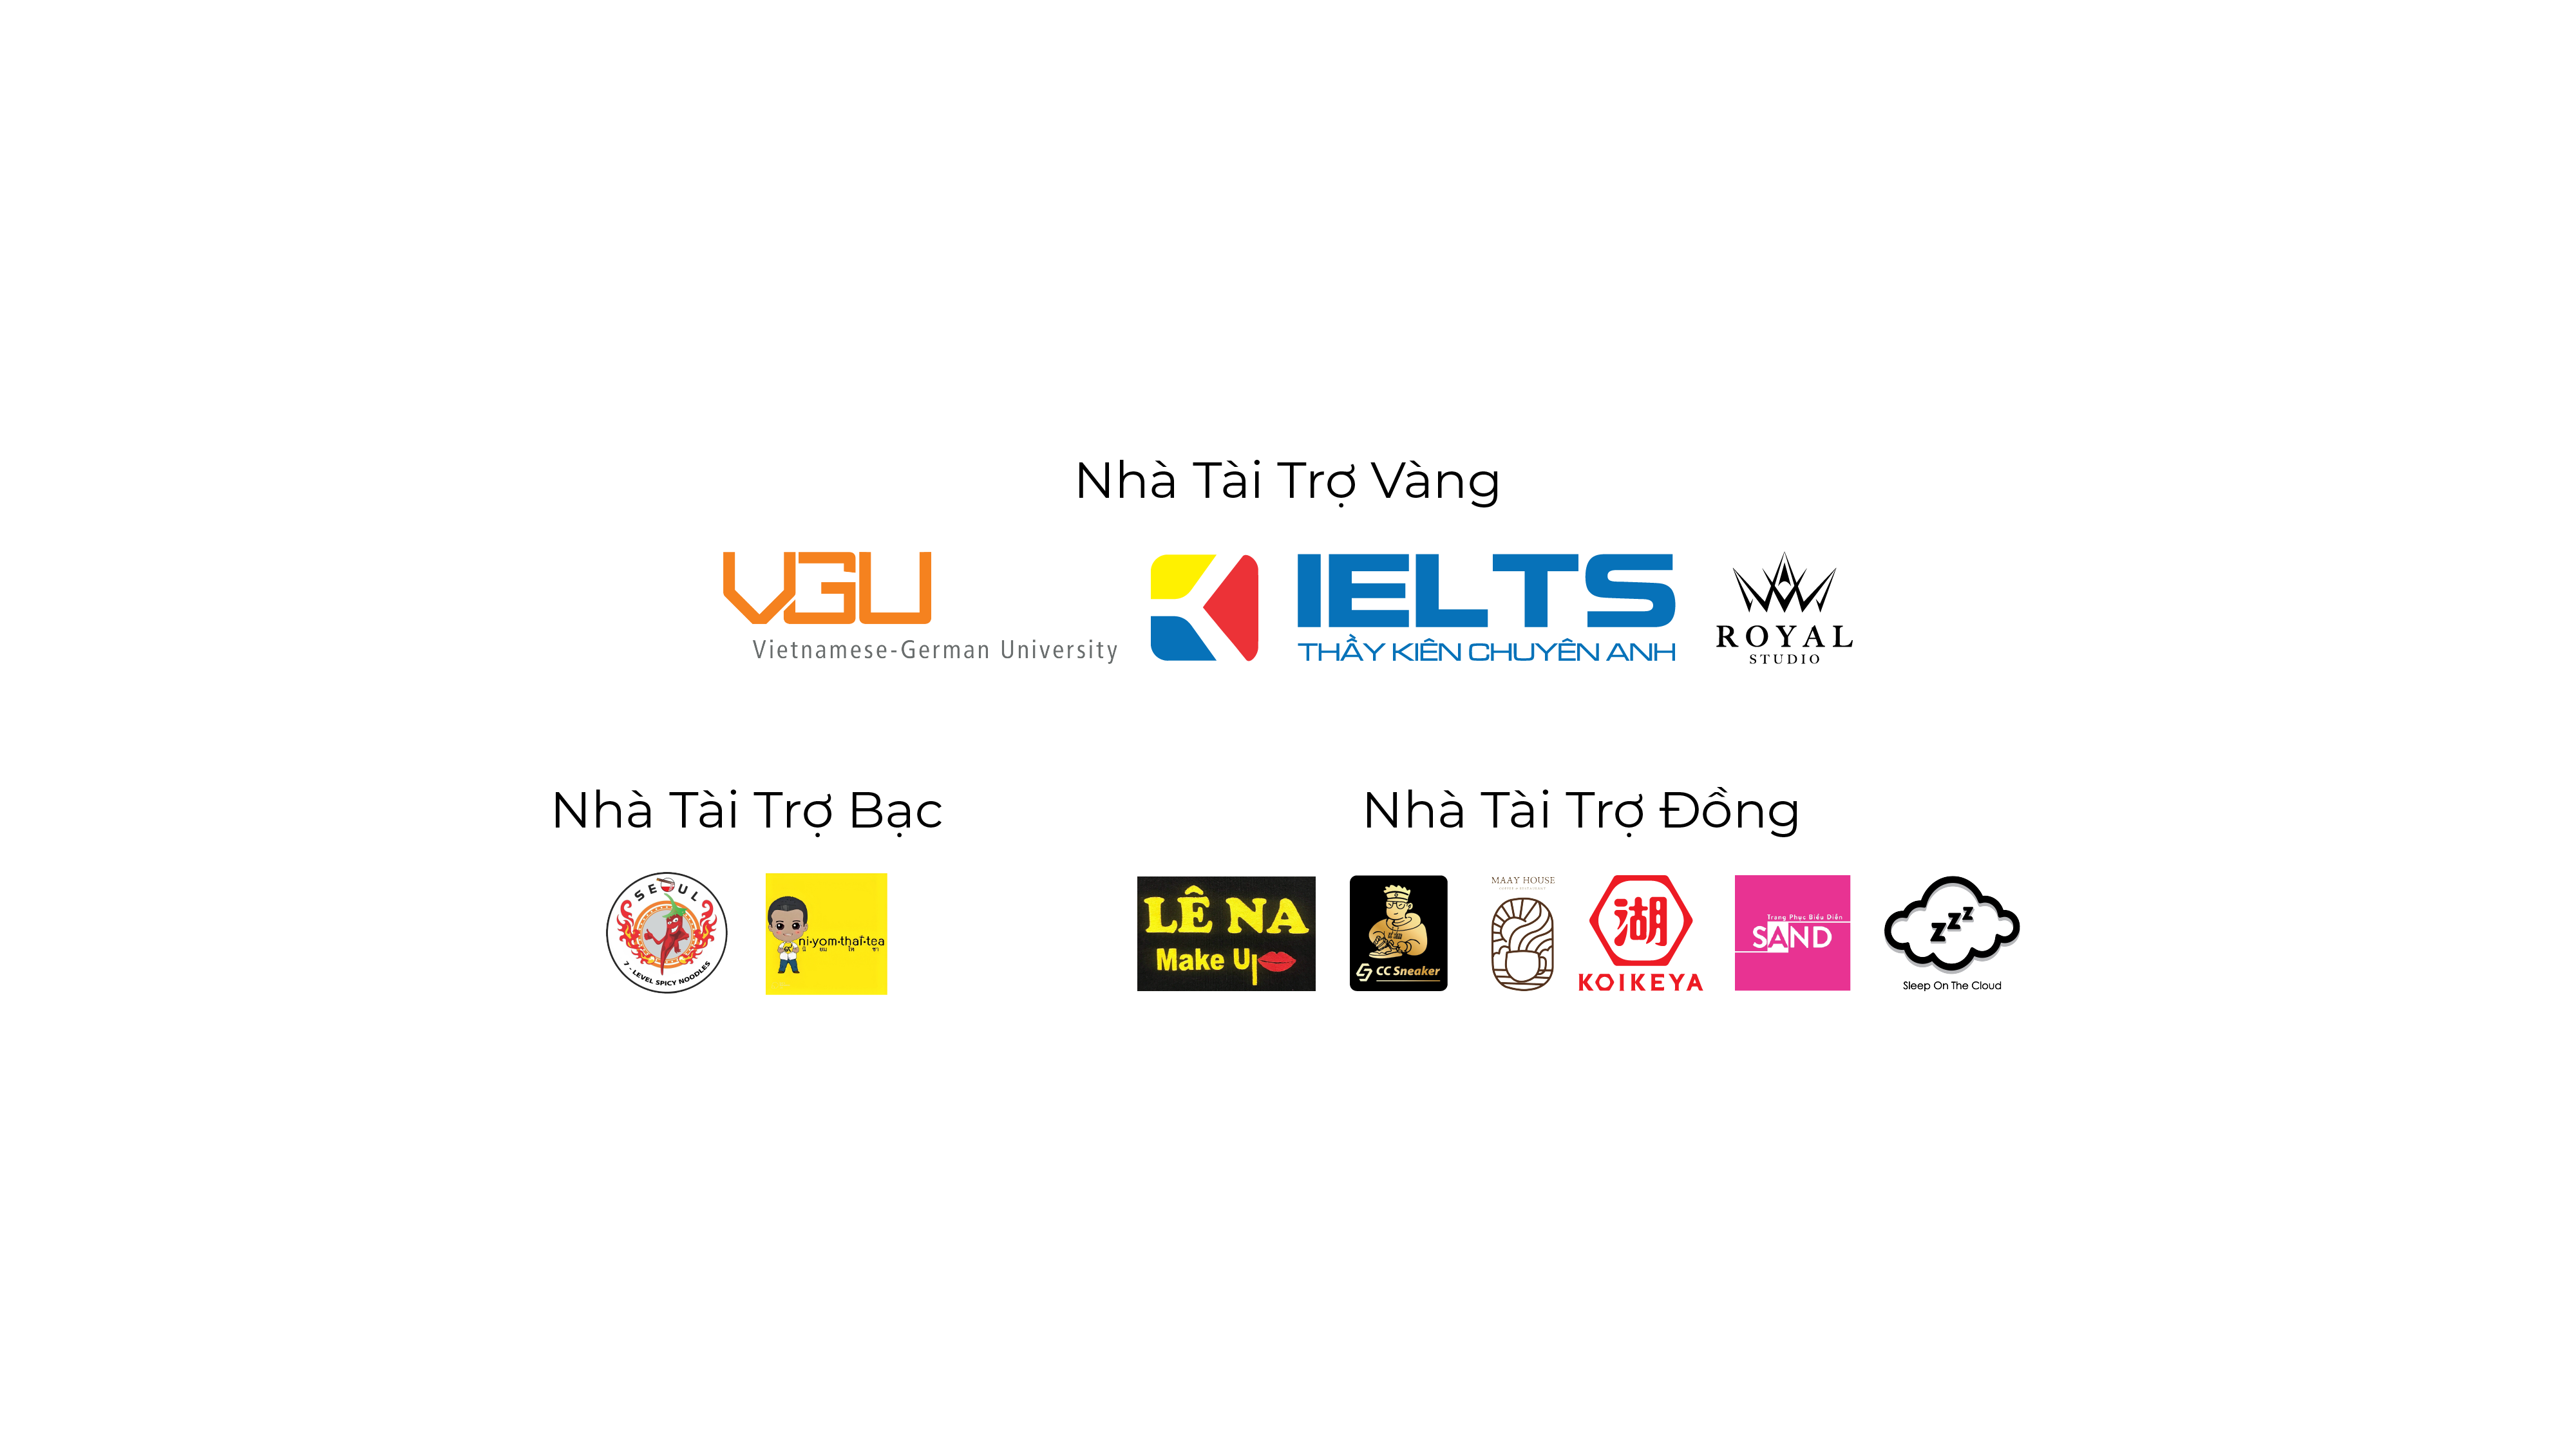 Nhà Tài Trợ Vàng
VGU
Vietnamese-German University
IELTS
THẦY KIÊN CHUYÊN ANH
ROYAL
STUDIO
Nhà Tài Trợ Bạc
SEOUL
7 - LEVEL SPICY NOODLES
ni·yom·thai·tea
Nhà Tài Trợ Đồng
LÊ NA
Make Up
CC Sneaker
MAAY HOUSE
湖
KOIKEYA
Trang Phục Biểu Diễn
SAND
zzz
Sleep On The Cloud